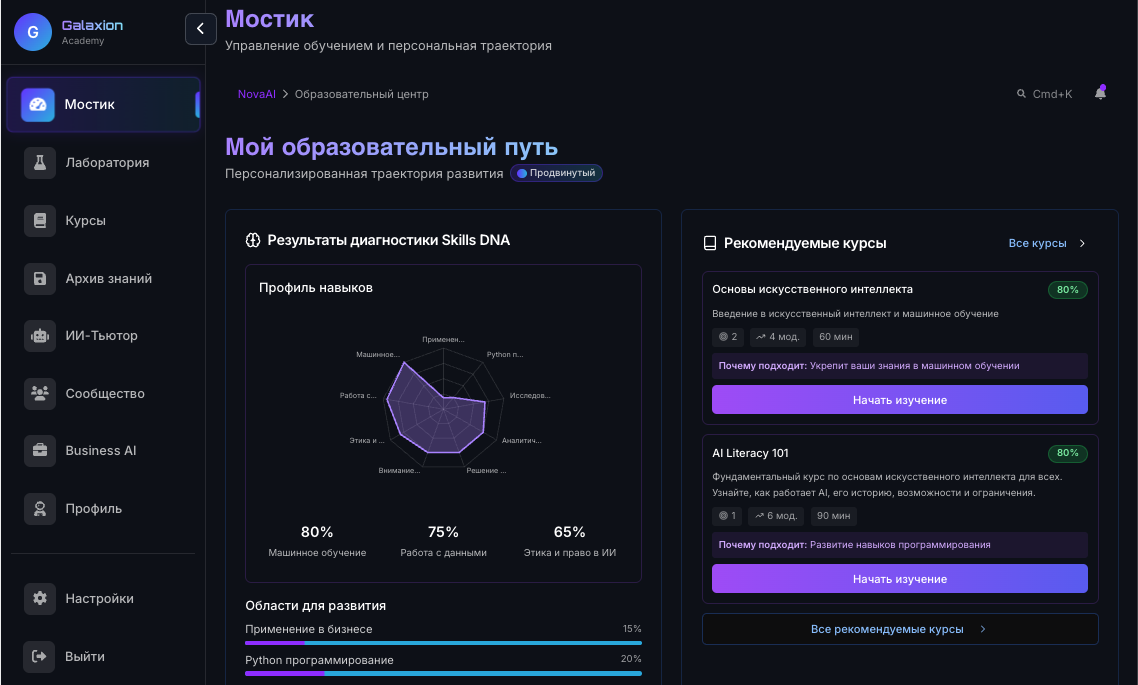 G
Galaxion
Academy
Мостик
Лаборатория
Курсы
Архив знаний
ИИ-Тьютор
Сообщество
Business AI
Профиль
Настройки
Выйти
Мостик
Управление обучением и персональная траектория
NovaAI > Образовательный центр
Cmd+K
Мой образовательный путь
Персонализированная траектория развития Продвинутый
Результаты диагностики Skills DNA
Профиль навыков
Применен...
Python п...
Исследов...
Аналитич...
Решение ...
Внимание...
Этика и ...
Работа с...
Машинное...
80% 75% 65%
Машинное обучение Работа с данными Этика и право в ИИ
Области для развития
Применение в бизнесе 15%
Python программирование 20%
Рекомендуемые курсы Все курсы >
Основы искусственного интеллекта 80%
Введение в искусственный интеллект и машинное обучение
2 4 мод. 60 мин
Почему подходит: Укрепит ваши знания в машинном обучении
Начать изучение
AI Literacy 101 80%
Фундаментальный курс по основам искусственного интеллекта для всех.
Узнайте, как работает AI, его историю, возможности и ограничения.
1 6 мод. 90 мин
Почему подходит: Развитие навыков программирования
Начать изучение
Все рекомендуемые курсы >